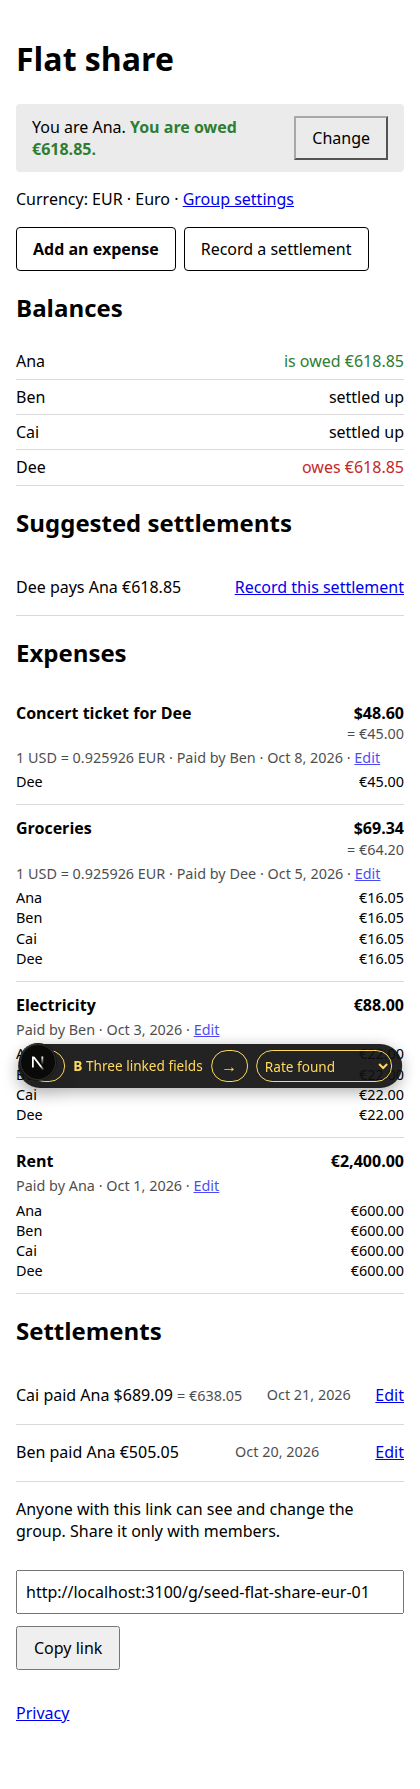 Flat share
You are Ana. You are owed
€618.85.
Change
Currency: EUR · Euro · Group settings
Add an expense
Record a settlement
Balances
Ana is owed €618.85
Ben settled up
Cai settled up
Dee owes €618.85
Suggested settlements
Dee pays Ana €618.85 Record this settlement
Expenses
Concert ticket for Dee $48.60
= €45.00
1 USD = 0.925926 EUR · Paid by Ben · Oct 8, 2026 · Edit
Dee €45.00
Groceries $69.34
= €64.20
1 USD = 0.925926 EUR · Paid by Dee · Oct 5, 2026 · Edit
Ana €16.05
Ben €16.05
Cai €16.05
Dee €16.05
Electricity €88.00
Paid by Ben · Oct 3, 2026 · Edit
N B Three linked fields → Rate found
Cai €22.00
Dee €22.00
Rent €2,400.00
Paid by Ana · Oct 1, 2026 · Edit
Ana €600.00
Ben €600.00
Cai €600.00
Dee €600.00
Settlements
Cai paid Ana $689.09 = €638.05 Oct 21, 2026 Edit
Ben paid Ana €505.05 Oct 20, 2026 Edit
Anyone with this link can see and change the
group. Share it only with members.
http://localhost:3100/g/seed-flat-share-eur-01
Copy link
Privacy